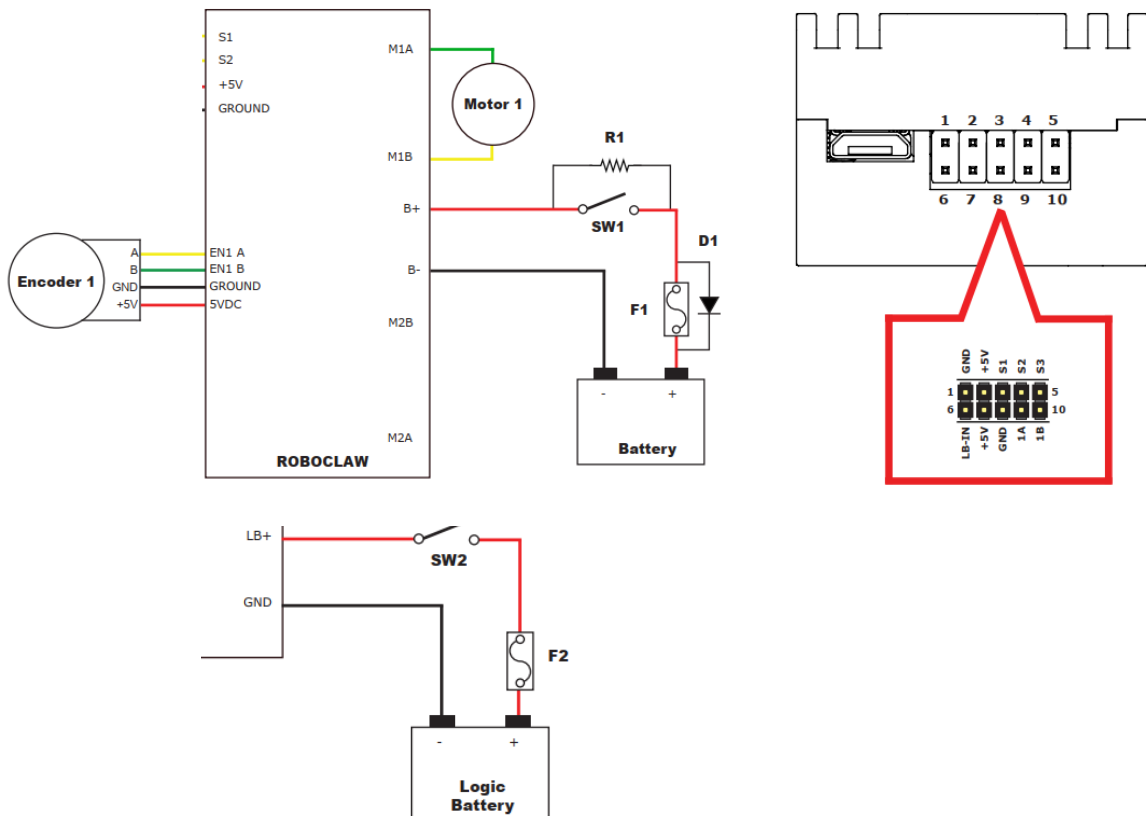 S1
S2
+5V
GROUND
M1A
Motor 1
M1B
R1
B+
SW1
D1
B-
F1
M2B
M2A
ROBOCLAW
Encoder 1
A
B
GND
+5V
EN1 A
EN1 B
GROUND
5VDC
- +
Battery
1 2 3 4 5
6 7 8 9 10
GND +5V S1 S2 S3
1 5
6 10
LB-IN +5V GND 1A 1B
LB+
SW2
GND
F2
- +
Logic
Battery